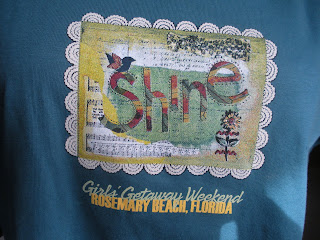 Shine
Girls' Getaway Weekend
ROSEMARY BEACH, FLORIDA